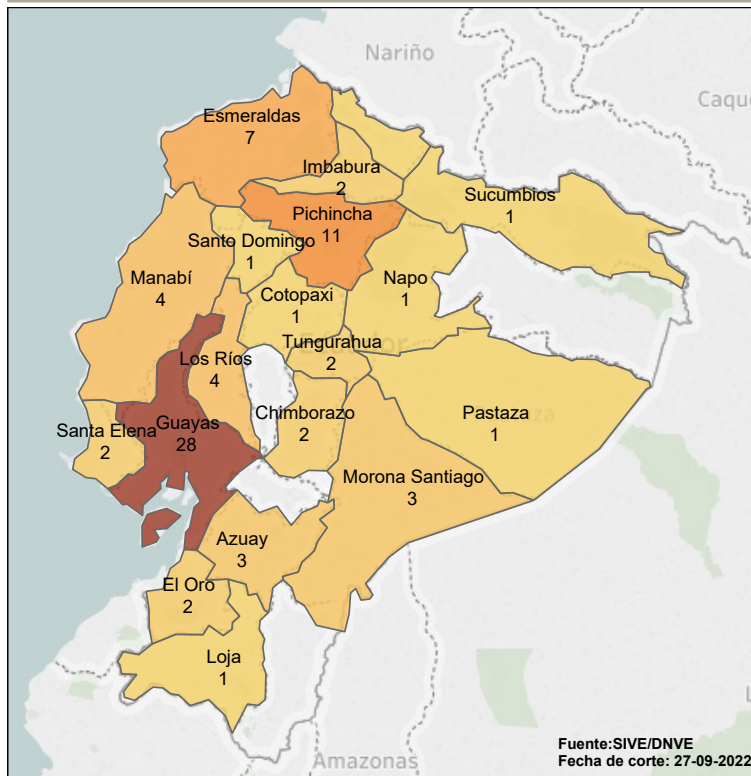 Nariño
Caque
Esmeraldas
7
Imbabura
2
Sucumbios
1
Pichincha
11
Santo Domingo
1
Manabí
4
Napo
1
Cotopaxi
1
Tungurahua
2
Los Ríos
4
Chimborazo
2
Pastaza
1
Guayas
28
Santa Elena
2
Morona Santiago
3
Azuay
3
El Oro
2
Loja
1
Amazonas
Fuente:SIVE/DNVE
Fecha de corte: 27-09-2022